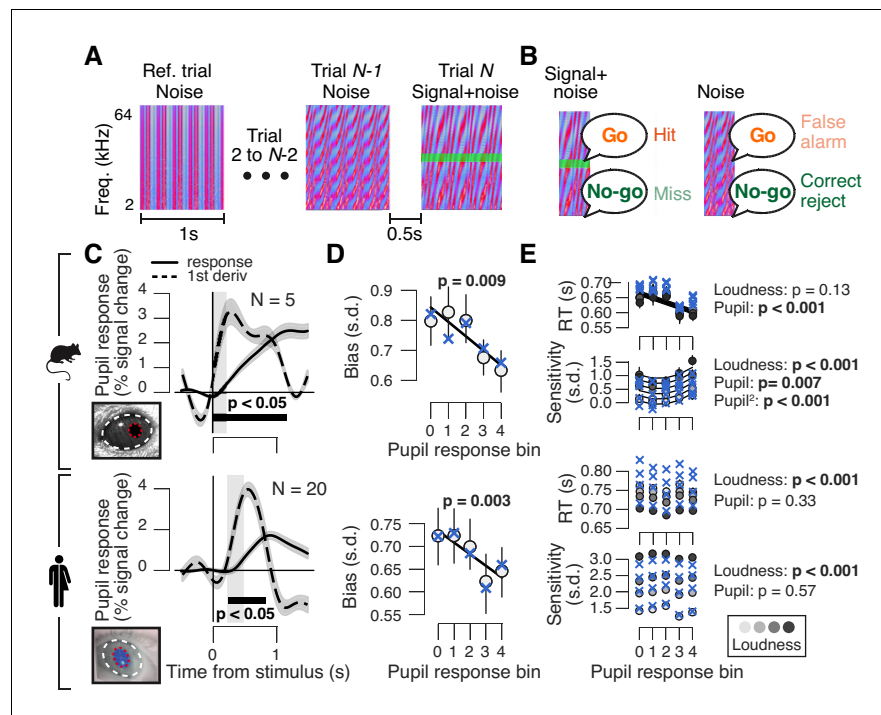 A
Ref. trial
Noise
Trial N-1
Noise
Trial N
Signal+noise
64
Freq. (kHz)
2
Trial
2 to N-2
1s
0.5s
B
Signal+
noise
Noise
Go
Hit
No-go
Miss
Go
False
alarm
No-go
Correct
reject
C
response
1st deriv
Pupil response
(% signal change)
4
3
2
1
0
N = 5
p < 0.05
Pupil response
(% signal change)
4
2
0
N = 20
p < 0.05
0 1
Time from stimulus (s)
D
p = 0.009
Bias (s.d.)
0.9
0.8
0.7
0.6
0 1 2 3 4
Pupil response bin
p = 0.003
Bias (s.d.)
0.75
0.70
0.65
0.60
0.55
0 1 2 3 4
Pupil response bin
E
RT (s)
0.70
0.65
0.60
0.55
Loudness: p = 0.13
Pupil: p < 0.001
Sensitivity
(s.d.)
1.5
1.0
0.5
0.0
Loudness: p < 0.001
Pupil: p= 0.007
Pupil²: p < 0.001
RT (s)
0.80
0.75
0.70
0.65
Loudness: p < 0.001
Pupil: p = 0.33
Sensitivity
(s.d.)
3.0
2.5
2.0
1.5
Loudness: p < 0.001
Pupil: p = 0.57
0 1 2 3 4
Pupil response bin
Loudness